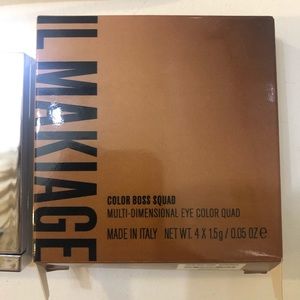 IL MAKIAGE
COLOR BOSS SQUAD
MULTI-DIMENSIONAL EYE COLOR QUAD
MADE IN ITALY NET WT. 4 X 1.5g / 0.05 OZ ℮